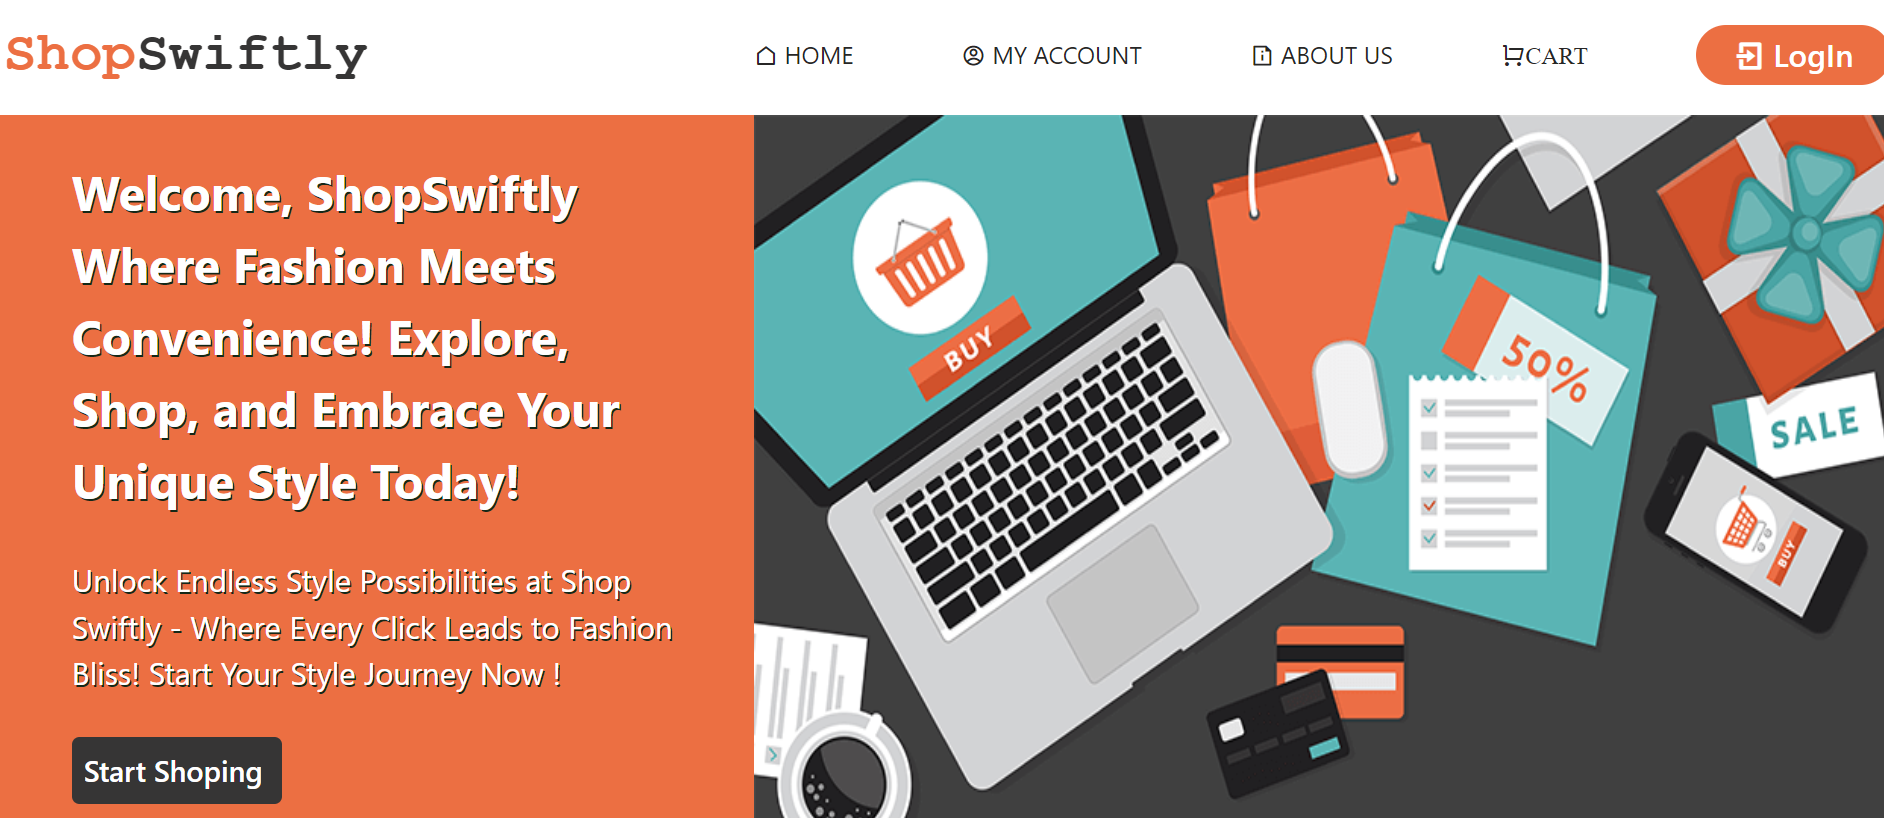 ShopSwiftly
HOME
MY ACCOUNT
ABOUT US
CART
LogIn
Welcome, ShopSwiftly
Where Fashion Meets
Convenience! Explore,
Shop, and Embrace Your
Unique Style Today!
Unlock Endless Style Possibilities at Shop
Swiftly - Where Every Click Leads to Fashion
Bliss! Start Your Style Journey Now !
Start Shoping
BUY
50%
SALE
BUY